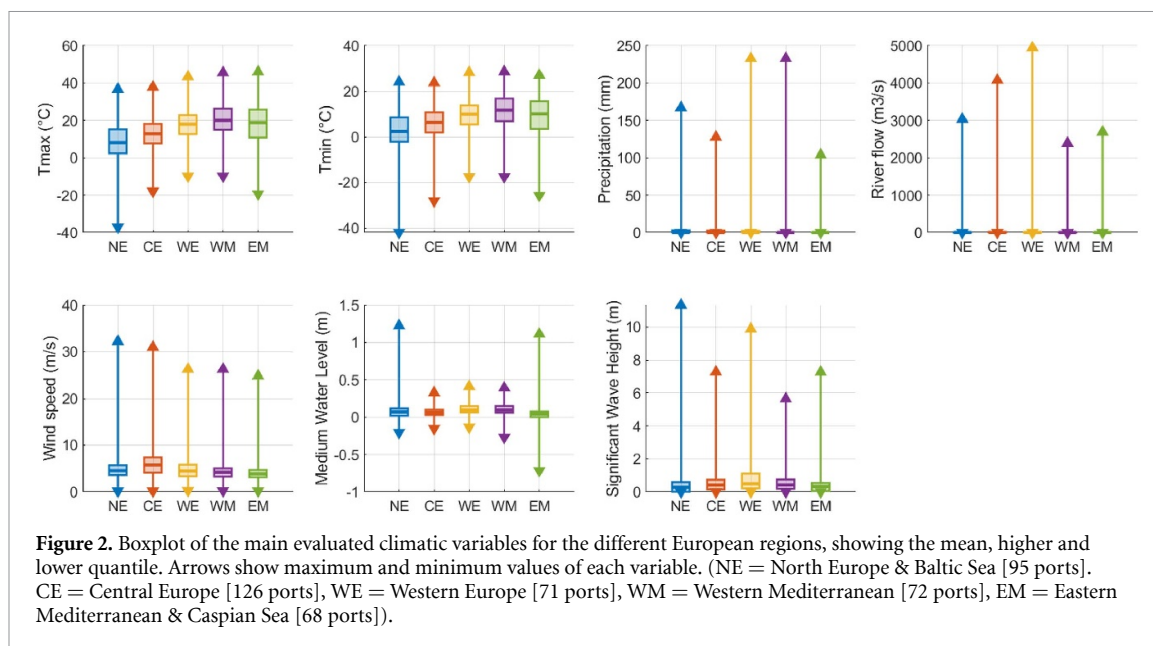 60
40
20
0
-20
-40
Tmax (°C)
NE CE WE WM EM
40
20
0
-20
-40
Tmin (°C)
NE CE WE WM EM
250
200
150
100
50
0
Precipitation (mm)
NE CE WE WM EM
5000
4000
3000
2000
1000
0
River flow (m3/s)
NE CE WE WM EM
40
30
20
10
0
Wind speed (m/s)
NE CE WE WM EM
1.5
1
0.5
0
-0.5
-1
Medium Water Level (m)
NE CE WE WM EM
10
8
6
4
2
0
Significant Wave Height (m)
NE CE WE WM EM
Figure 2. Boxplot of the main evaluated climatic variables for the different European regions, showing the mean, higher and
lower quantile. Arrows show maximum and minimum values of each variable. (NE = North Europe & Baltic Sea [95 ports].
CE = Central Europe [126 ports], WE = Western Europe [71 ports], WM = Western Mediterranean [72 ports], EM = Eastern
Mediterranean & Caspian Sea [68 ports]).